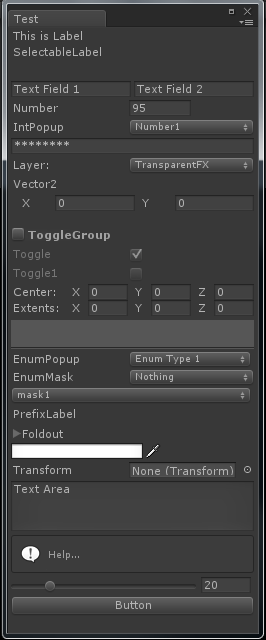 Test
This is Label
SelectableLabel
Text Field 1 Text Field 2
Number 95
IntPopup Number1
********
Layer: TransparentFX
Vector2
X 0 Y 0
ToggleGroup
Toggle
Toggle1
Center: X 0 Y 0 Z 0
Extents: X 0 Y 0 Z 0
EnumPopup Enum Type 1
EnumMask Nothing
mask1
PrefixLabel
Foldout
Transform None (Transform)
Text Area
Help...
20
Button